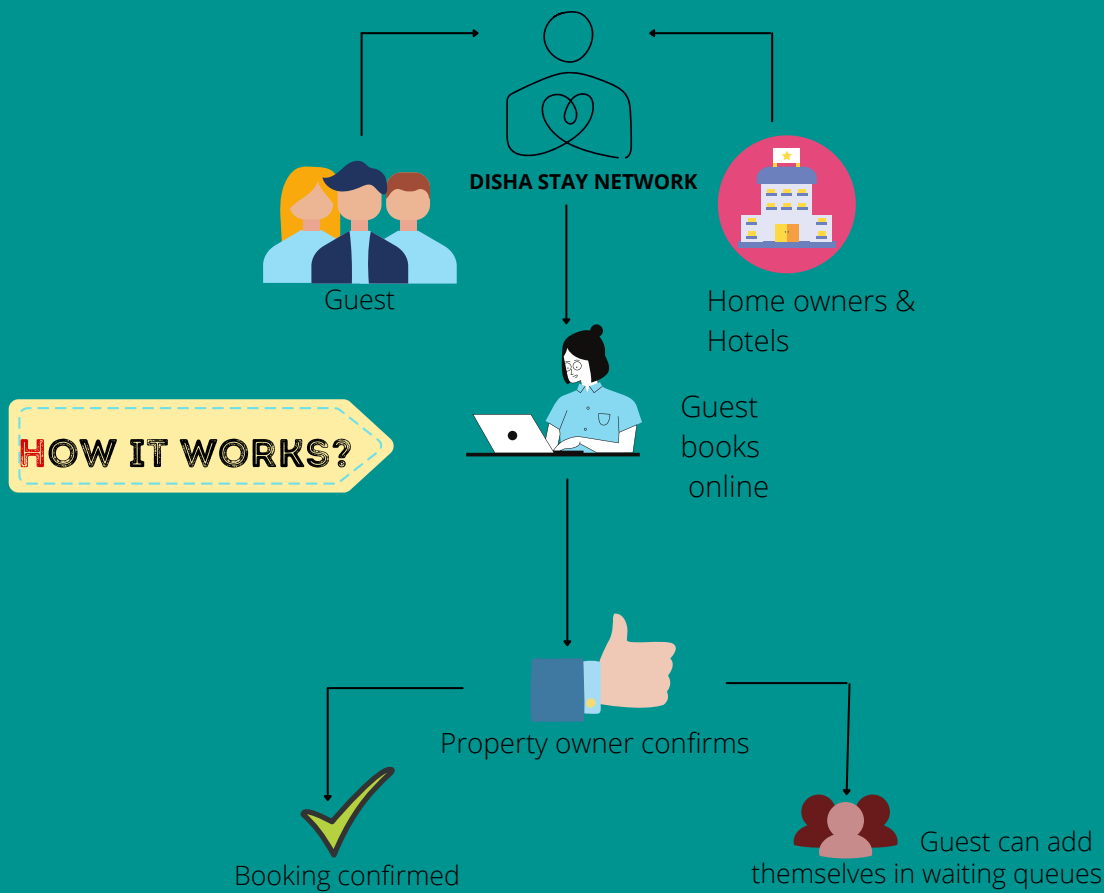 DISHA STAY NETWORK
Guest
Home owners &
Hotels
HOW IT WORKS?
Guest
books
online
Property owner confirms
Booking confirmed
Guest can add
themselves in waiting queues